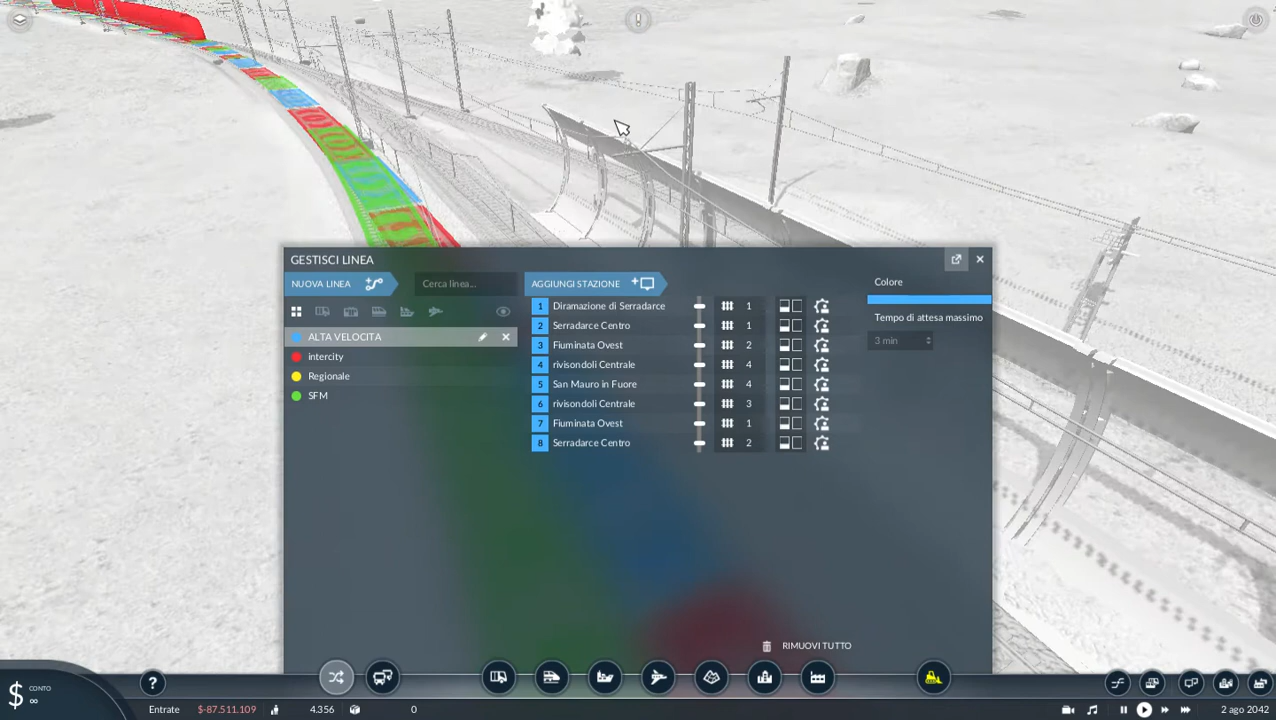 GESTISCI LINEA
NUOVA LINEA
Cerca linea...
AGGIUNGI STAZIONE
Colore
ALTA VELOCITA
intercity
Regionale
SFM
1 Diramazione di Serradarce 1
2 Serradarce Centro 1
3 Fiuminata Ovest 2
4 rivisondoli Centrale 4
5 San Mauro in Fuore 4
6 rivisondoli Centrale 3
7 Fiuminata Ovest 1
8 Serradarce Centro 2
Tempo di attesa massimo
3 min
RIMUOVI TUTTO
$ CONTO
∞
?
Entrate $-87.511.109 4.356 0 2 ago 2042